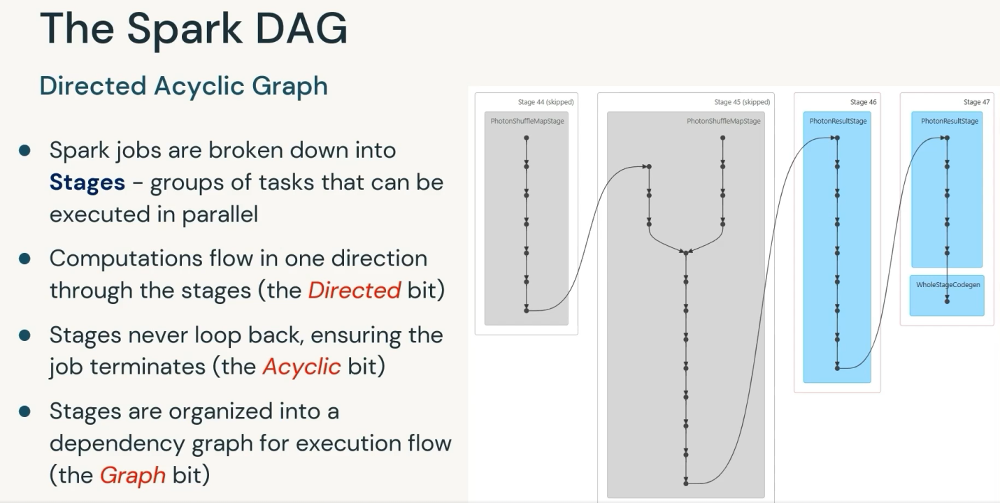 The Spark DAG
Directed Acyclic Graph
Spark jobs are broken down into
Stages – groups of tasks that can be
executed in parallel
Computations flow in one direction
through the stages (the Directed bit)
Stages never loop back, ensuring the
job terminates (the Acyclic bit)
Stages are organized into a
dependency graph for execution flow
(the Graph bit)
Stage 44 (skipped)
PhotonShuffleMapStage
Stage 45 (skipped)
PhotonShuffleMapStage
Stage 46
PhotonResultStage
Stage 47
PhotonResultStage
WholeStageCodegen